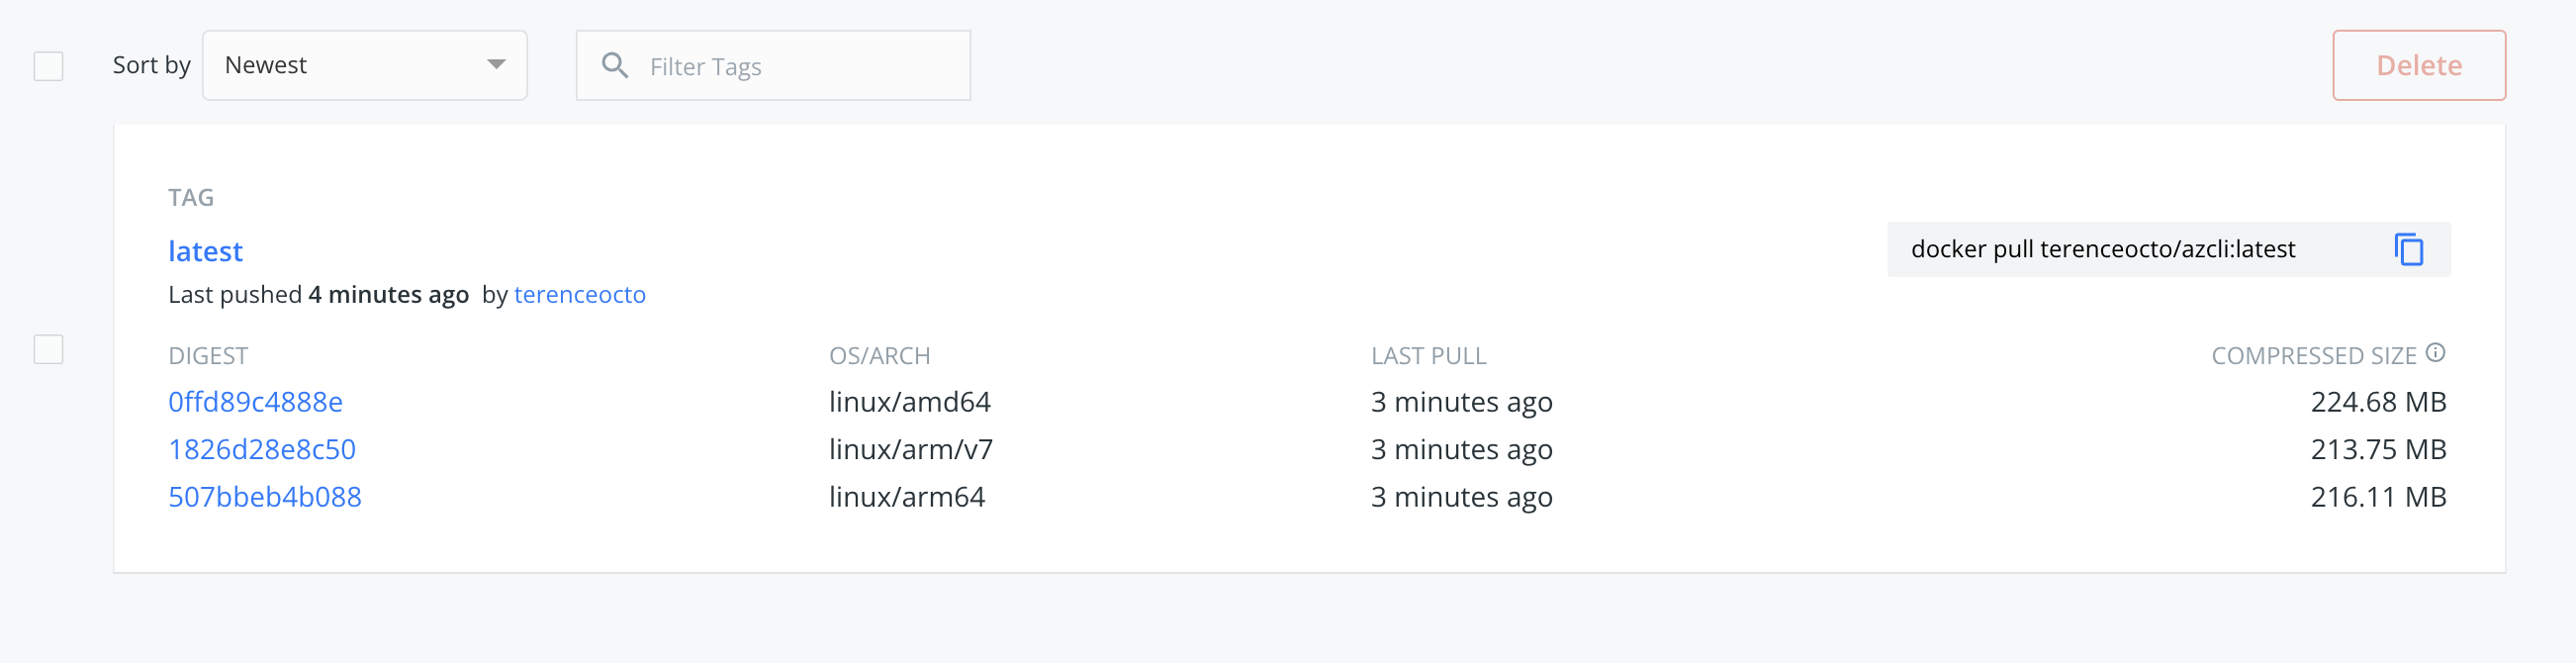 Sort by Newest Filter Tags Delete
TAG
latest
docker pull terenceocto/azcli:latest
Last pushed 4 minutes ago by terenceocto
DIGEST OS/ARCH LAST PULL COMPRESSED SIZE
0ffd89c4888e linux/amd64 3 minutes ago 224.68 MB
1826d28e8c50 linux/arm/v7 3 minutes ago 213.75 MB
507bbeb4b088 linux/arm64 3 minutes ago 216.11 MB